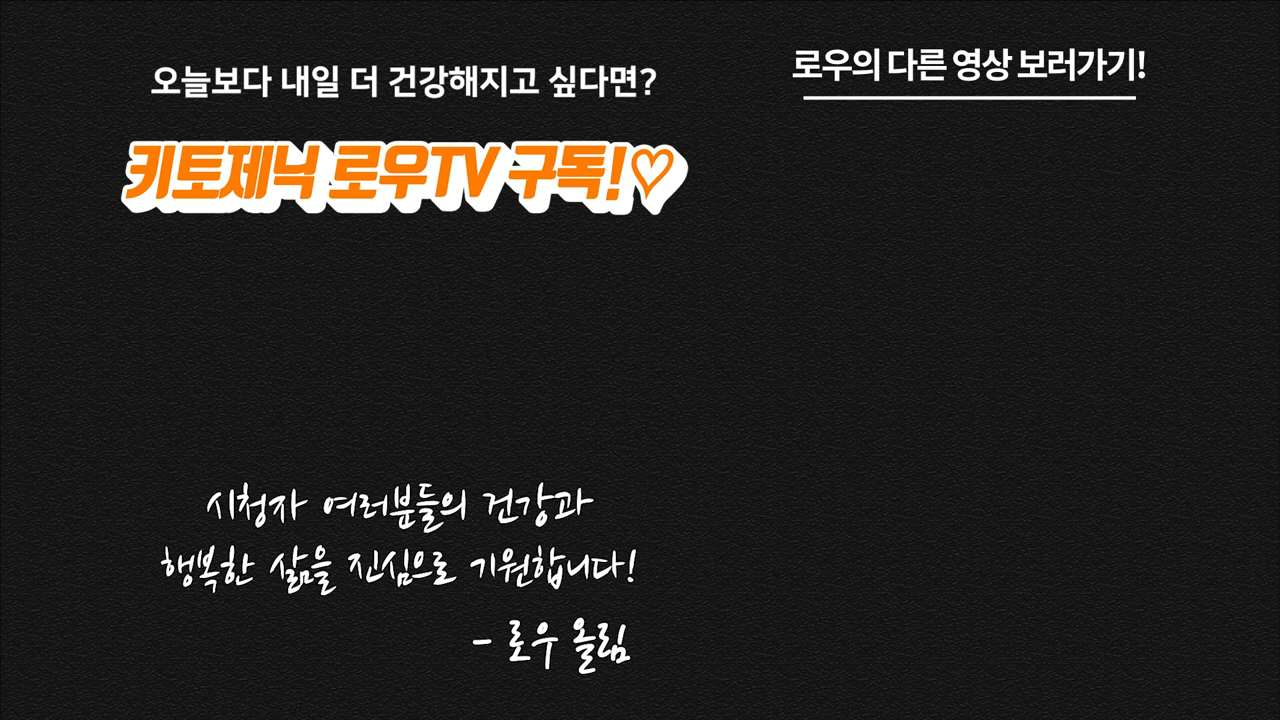 오늘보다 내일 더 건강해지고 싶다면?
키토제닉 로우TV 구독!♡
로우의 다른 영상 보러가기!
시청자 여러분들의 건강과
행복한 삶을 진심으로 기원합니다!
- 로우 올림